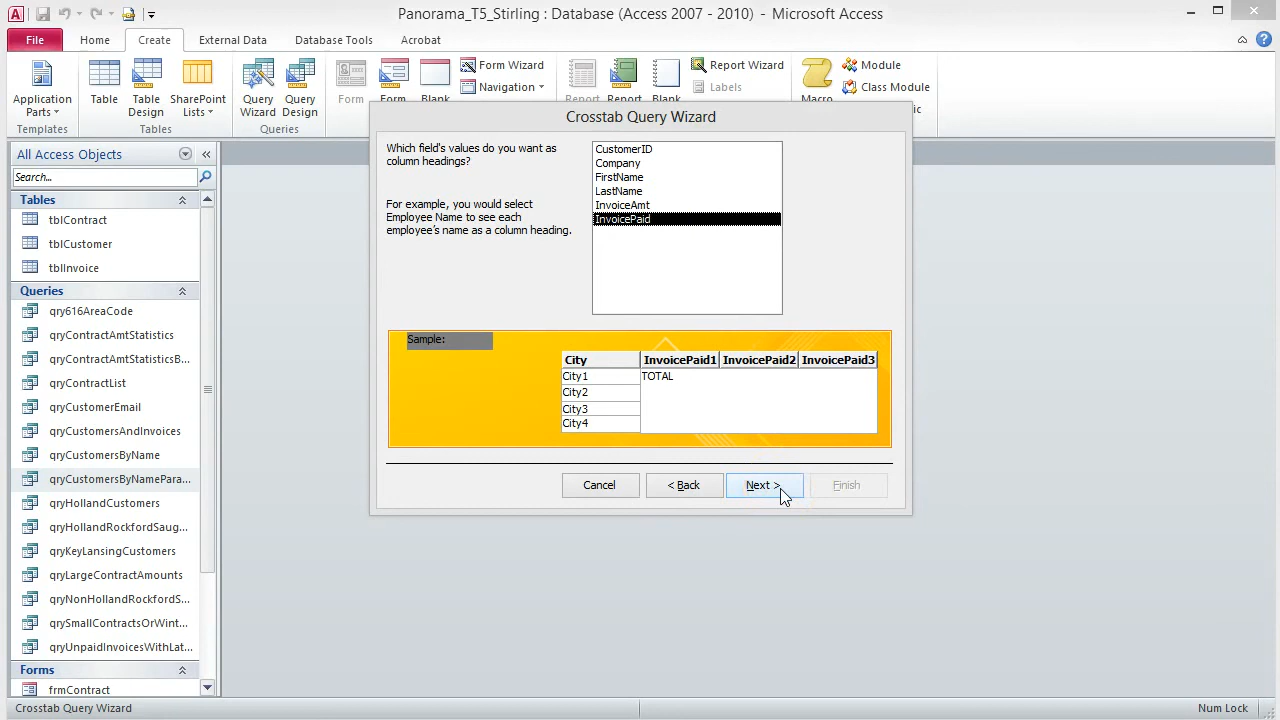 Panorama_T5_Stirling : Database (Access 2007 - 2010) - Microsoft Access
File
Home
Create
External Data
Database Tools
Acrobat
Application Parts
Templates
Table
Table Design
SharePoint Lists
Tables
Query Wizard
Query Design
Queries
Form
Form
Blank
Form Wizard
Navigation
Report
Report
Blank
Report Wizard
Labels
Macro
Module
Class Module
ic
Crosstab Query Wizard
Which field's values do you want as
column headings?
For example, you would select
Employee Name to see each
employee's name as a column heading.
CustomerID
Company
FirstName
LastName
InvoiceAmt
InvoicePaid
Sample:
City InvoicePaid1 InvoicePaid2 InvoicePaid3
City1 TOTAL
City2
City3
City4
Cancel
< Back
Next >
Finish
All Access Objects
Search...
Tables
tblContract
tblCustomer
tblInvoice
Queries
qry616AreaCode
qryContractAmtStatistics
qryContractAmtStatisticsB...
qryContractList
qryCustomerEmail
qryCustomersAndInvoices
qryCustomersByName
qryCustomersByNamePara...
qryHollandCustomers
qryHollandRockfordSaug...
qryKeyLansingCustomers
qryLargeContractAmounts
qryNonHollandRockfordS...
qrySmallContractsOrWint...
qryUnpaidInvoicesWithLat...
Forms
frmContract
Crosstab Query Wizard
Num Lock